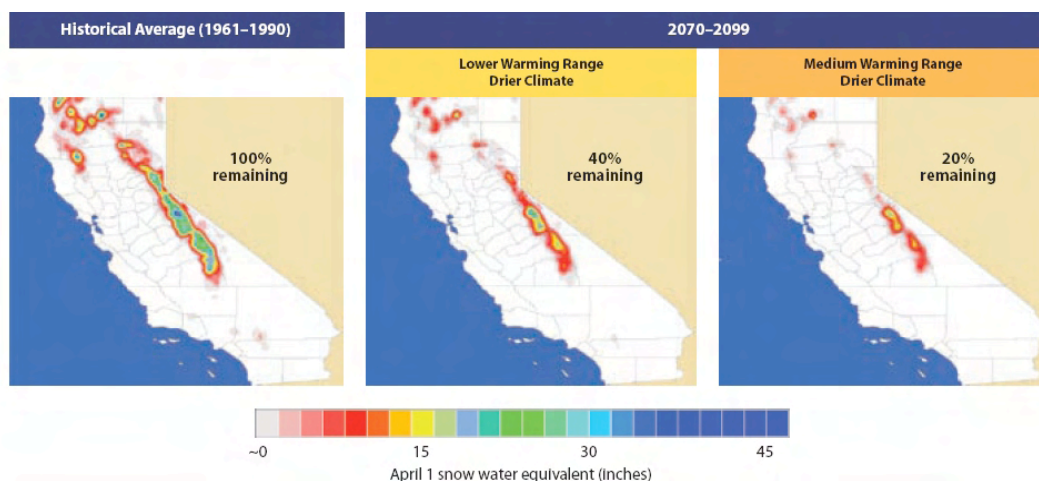 Historical Average (1961–1990)
2070–2099
Lower Warming Range
Drier Climate
Medium Warming Range
Drier Climate
100%
remaining
40%
remaining
20%
remaining
~0
15
30
45
April 1 snow water equivalent (inches)